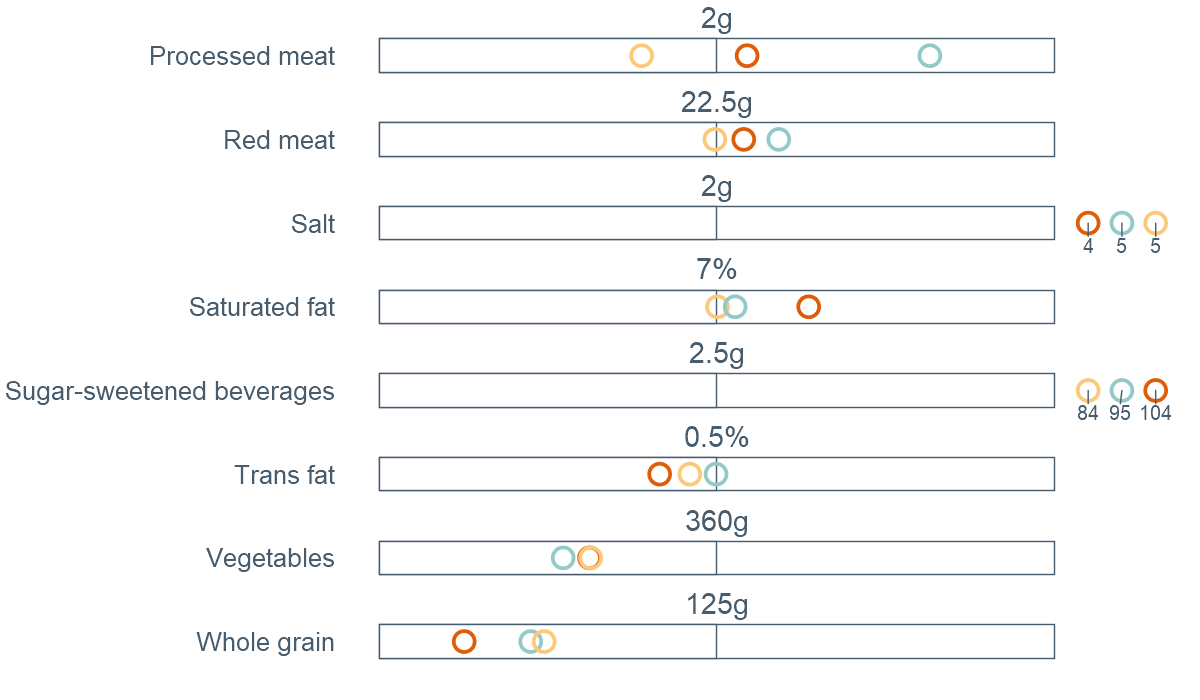 2g
Processed meat
22.5g
Red meat
2g
Salt
4 5 5
7%
Saturated fat
2.5g
Sugar-sweetened beverages
84 95 104
0.5%
Trans fat
360g
Vegetables
125g
Whole grain